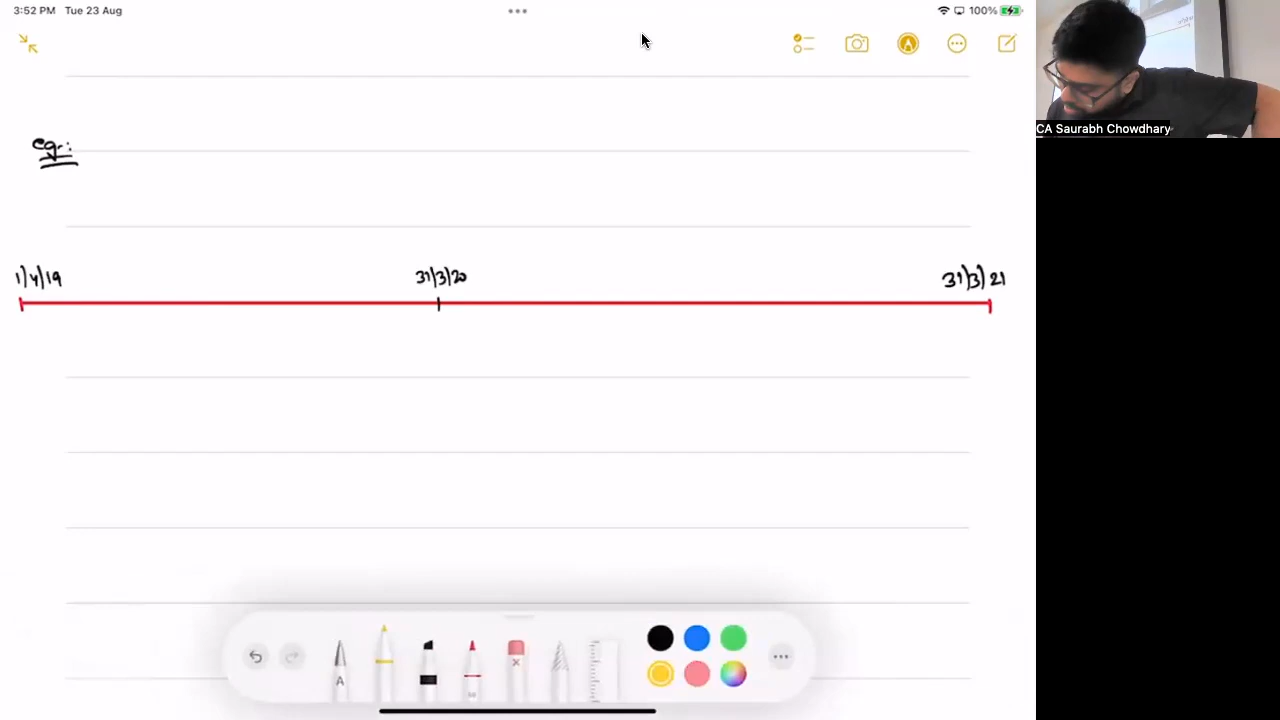 3:52 PM Tue 23 Aug
100%
CA Saurabh Chowdhary
eg:
1/4/19 31/3/20 31/3/21
A